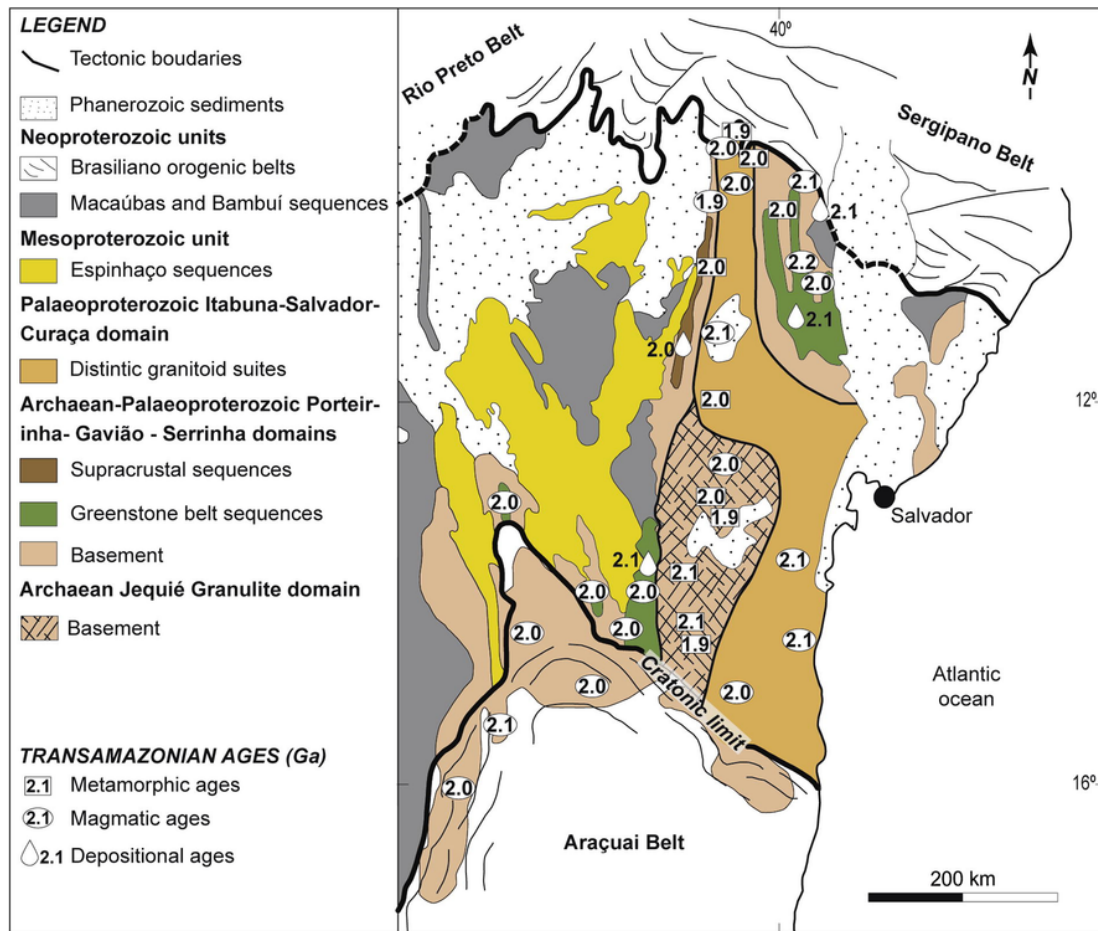 LEGEND
Tectonic boudaries
Phanerozoic sediments
Neoproterozoic units
Brasiliano orogenic belts
Macaúbas and Bambuí sequences
Mesoproterozoic unit
Espinhaço sequences
Palaeoproterozoic Itabuna-Salvador-
Curaça domain
Distintic granitoid suites
Archaean-Palaeoproterozoic Porteir-
inha- Gavião - Serrinha domains
Supracrustal sequences
Greenstone belt sequences
Basement
Archaean Jequié Granulite domain
Basement
TRANSAMAZONIAN AGES (Ga)
2.1 Metamorphic ages
2.1 Magmatic ages
2.1 Depositional ages
40º
N
Rio Preto Belt
Sergipano Belt
1.9
2.0
2.0
2.0
2.1
1.9
2.0
2.1
2.0
2.2
2.0
2.1
2.1
2.0
2.0
12º
2.0
2.0
2.0
1.9
Salvador
2.1
2.1
2.1
2.0
2.0
2.0
2.1
1.9
2.1
2.0
2.0
2.0
Cratonic limit
2.1
2.0
Atlantic
ocean
16º
Araçuai Belt
200 km